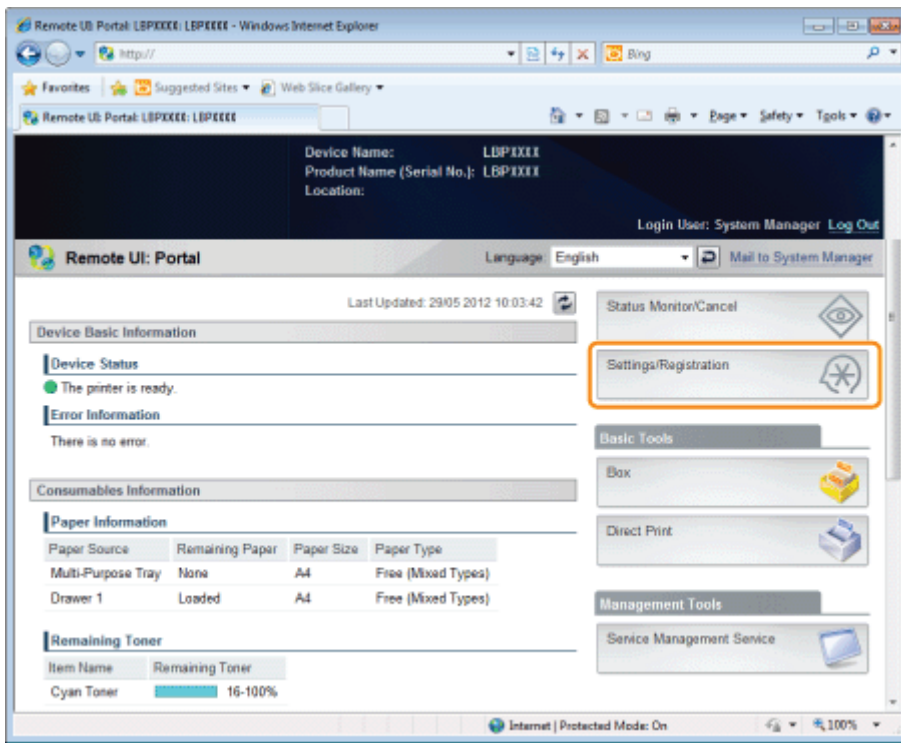 Remote UI: Portal: LBPXXXX: LBPXXXX - Windows Internet Explorer
http://
Bing
Favorites Suggested Sites Web Slice Gallery
Remote UI: Portal: LBPXXXX: LBPXXXX Page Safety Tools
Device Name: LBPXXXX
Product Name (Serial No.): LBPXXXX
Location:
Login User: System Manager Log Out
Remote UI: Portal Language: English Mail to System Manager
Last Updated: 29/05 2012 10:03:42
Device Basic Information
Device Status
The printer is ready.
Error Information
There is no error.
Consumables Information
Paper Information
Paper Source Remaining Paper Paper Size Paper Type
Multi-Purpose Tray None A4 Free (Mixed Types)
Drawer 1 Loaded A4 Free (Mixed Types)
Remaining Toner
Item Name Remaining Toner
Cyan Toner 16-100%
Status Monitor/Cancel
Settings/Registration
Basic Tools
Box
Direct Print
Management Tools
Service Management Service
Internet | Protected Mode: On 100%